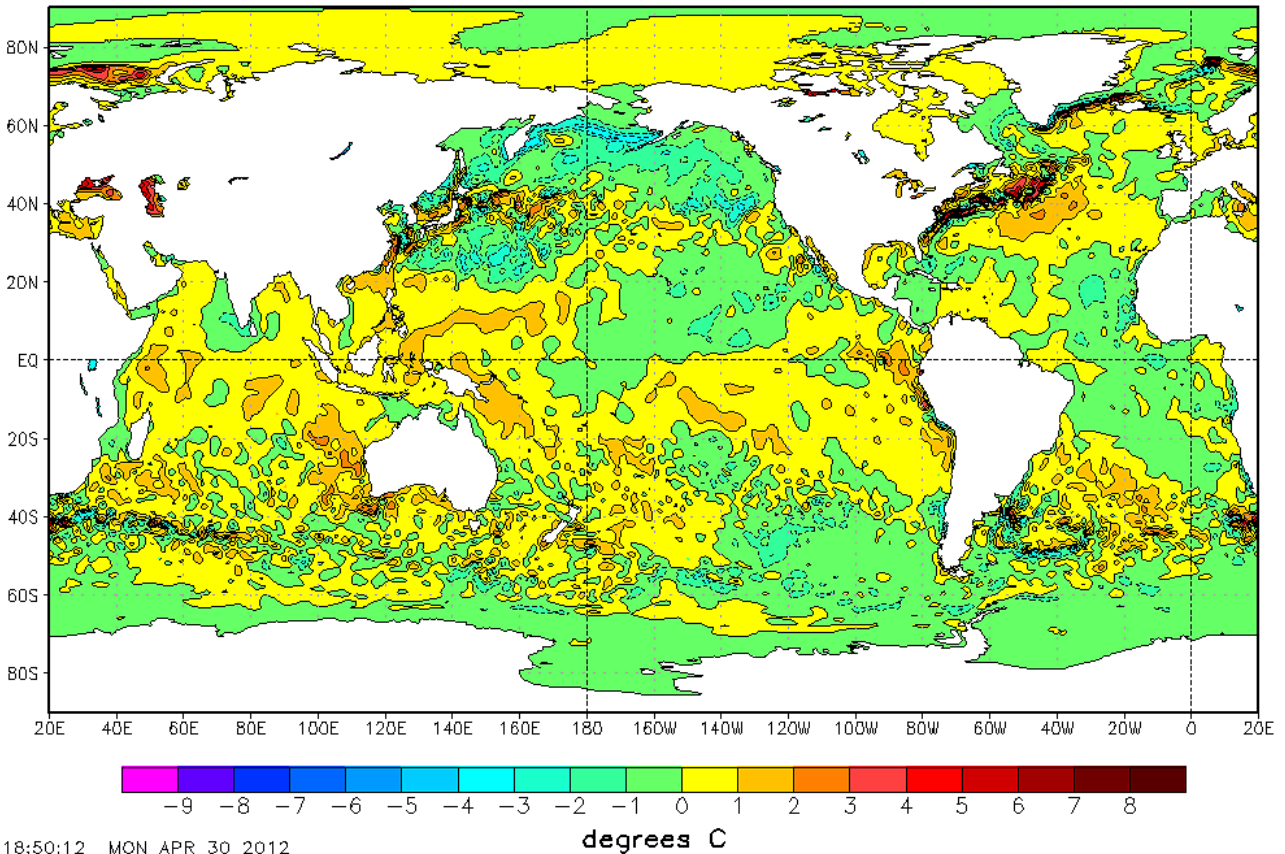 80N
60N
40N
20N
EQ
20S
40S
60S
80S
20E 40E 60E 80E 100E 120E 140E 160E 180 160W 140W 120W 100W 80W 60W 40W 20W 0 20E
−9 −8 −7 −6 −5 −4 −3 −2 −1 0 1 2 3 4 5 6 7 8
degrees C
18:50:12 MON APR 30 2012